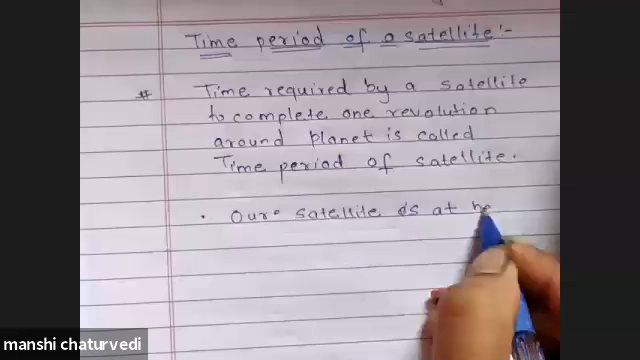 Time period of a satellite :-
# Time required by a satellite
to complete one revolution
around planet is called
Time period of satellite.
• Our satellite is at he
manshi chaturvedi